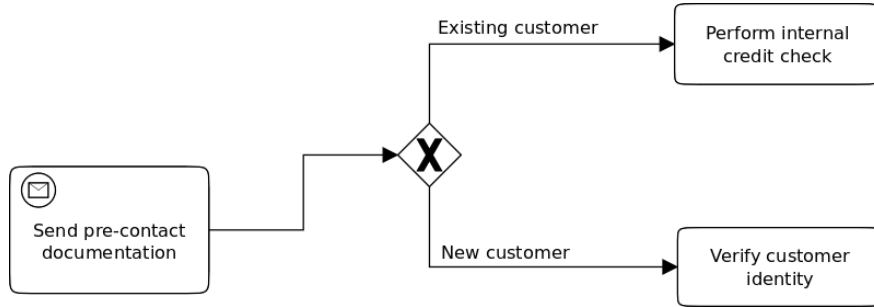 Existing customer
Perform internal
credit check
X
Send pre-contact
documentation
New customer
Verify customer
identity